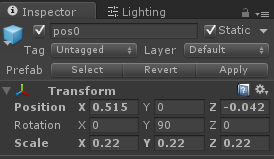 Inspector Lighting
pos0 Static
Tag Untagged Layer Default
Prefab Select Revert Apply
Transform
Position X 0.515 Y 0 Z -0.042
Rotation X 0 Y 90 Z 0
Scale X 0.22 Y 0.22 Z 0.22